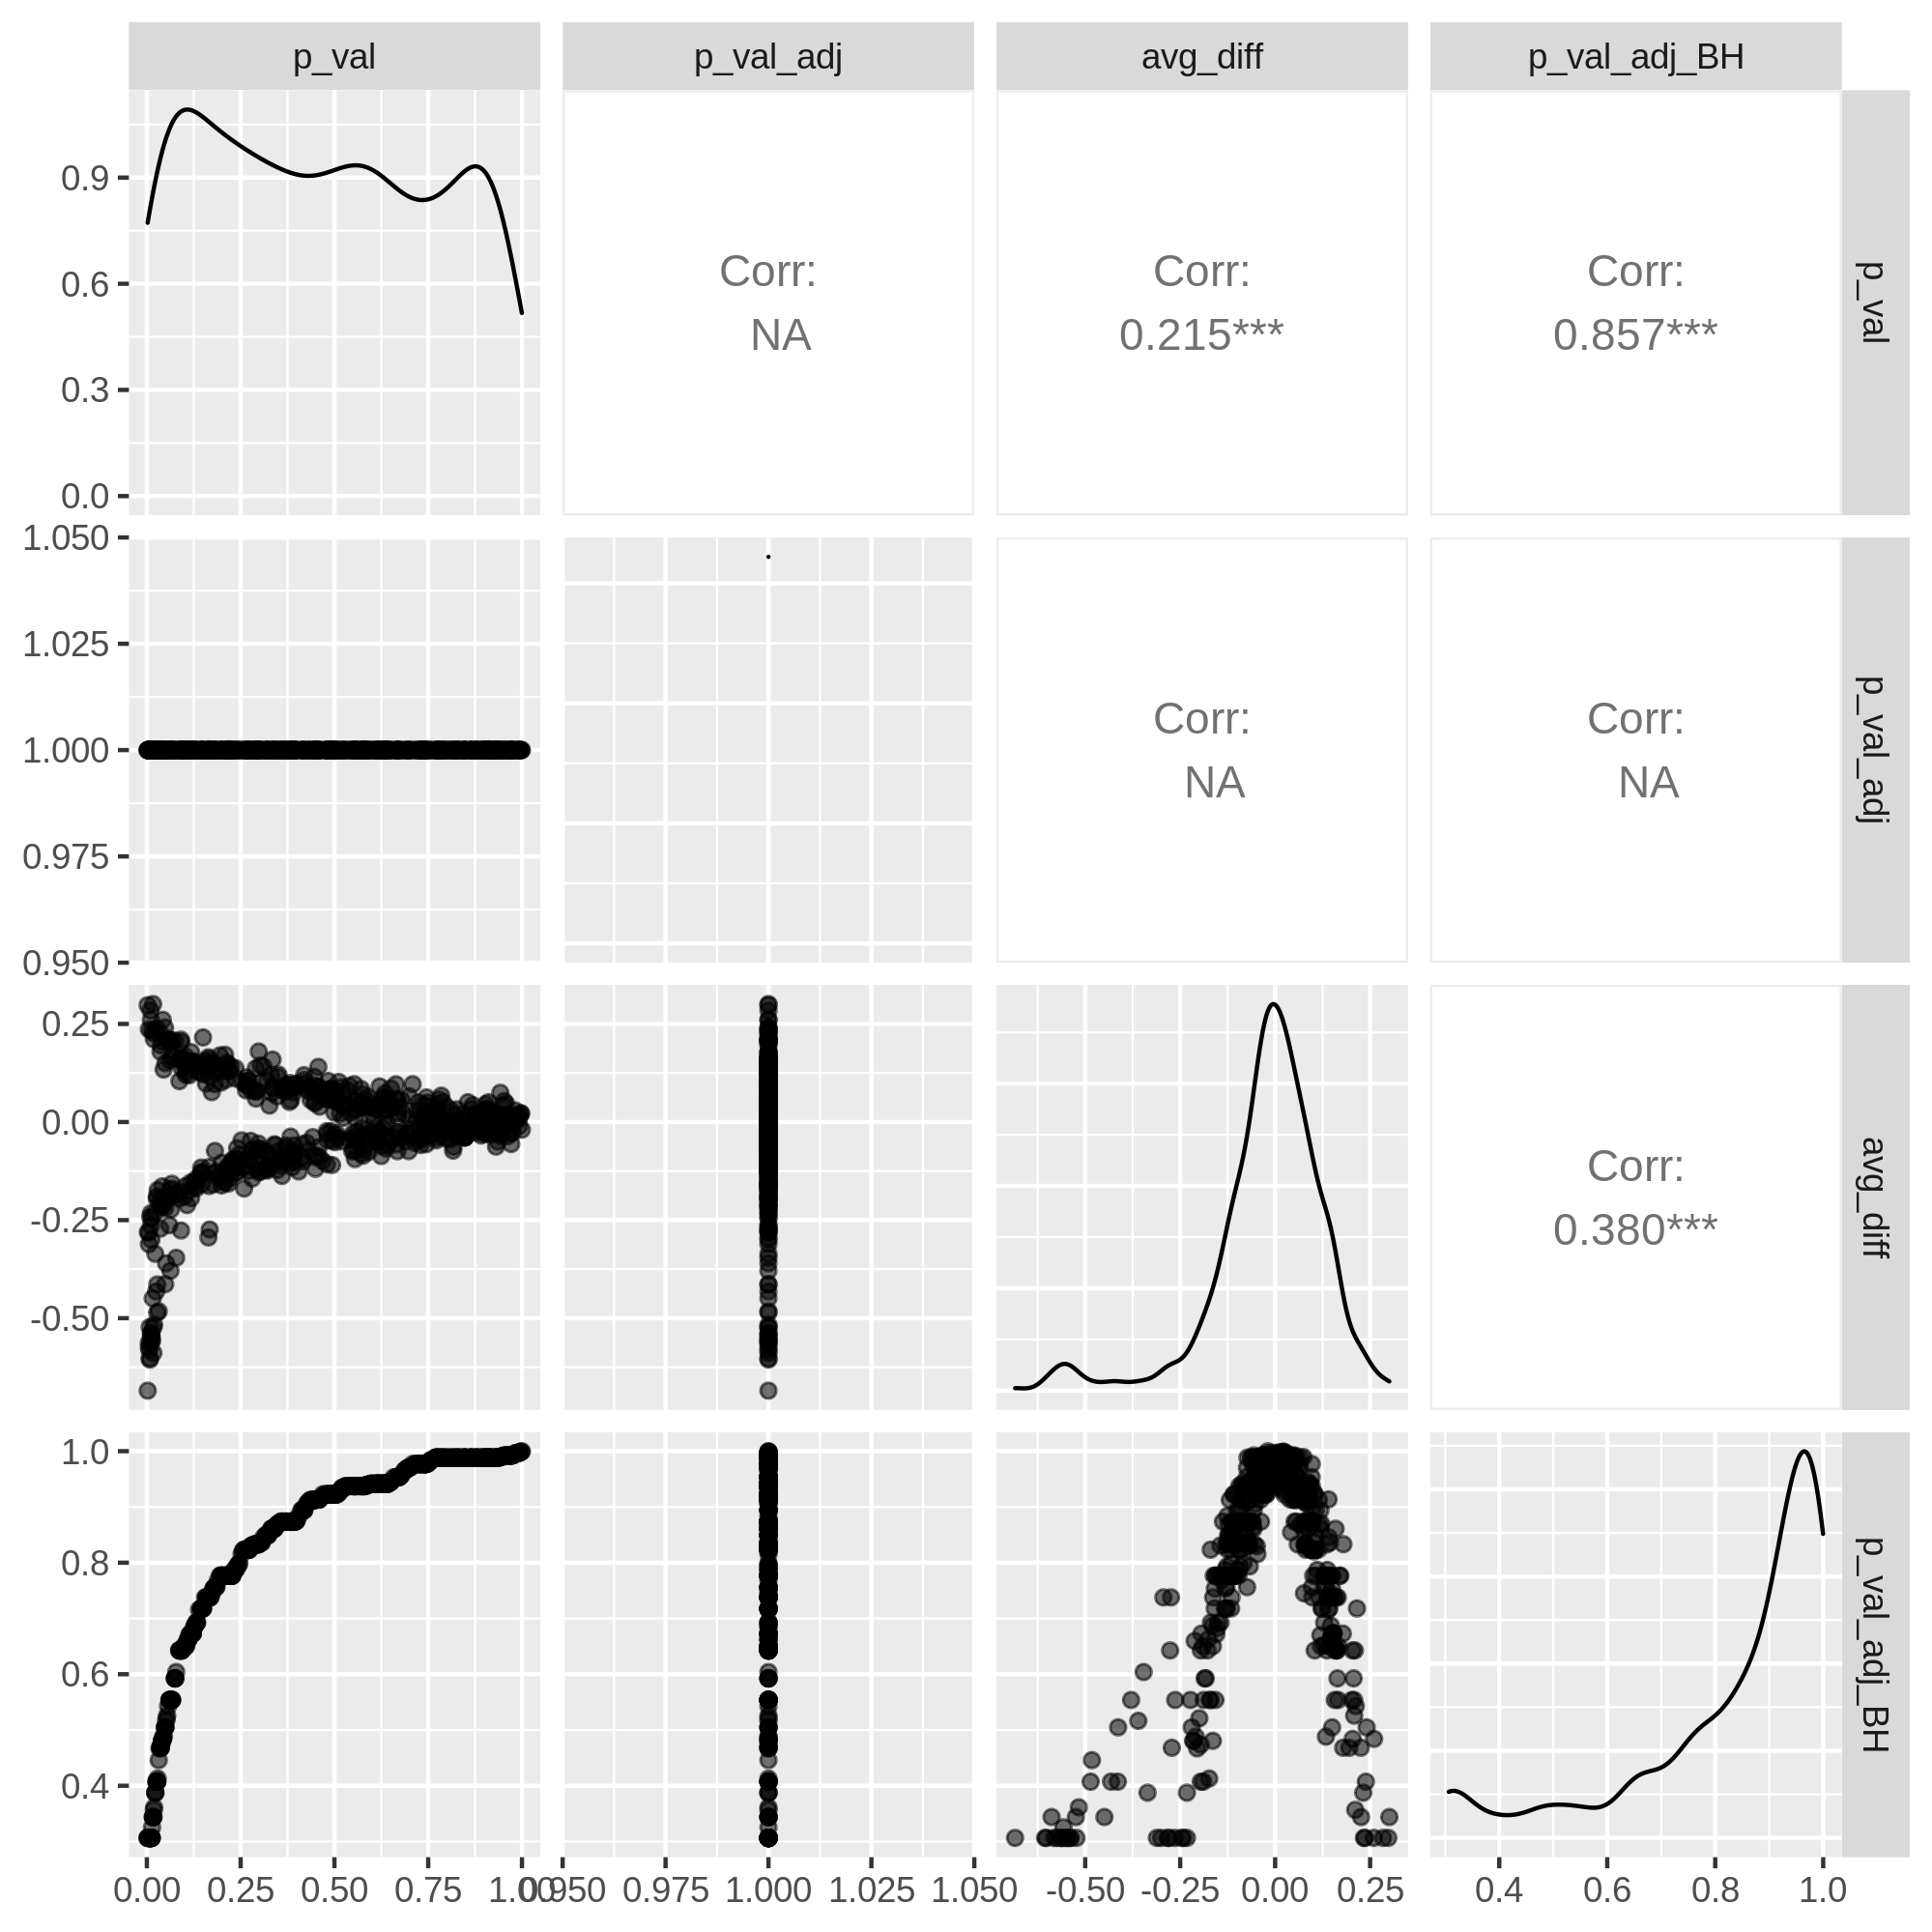 p_val
p_val_adj
avg_diff
p_val_adj_BH
0.9
0.6
0.3
0.0
Corr:
NA
Corr:
0.215***
Corr:
0.857***
p_val
1.050
1.025
1.000
0.975
0.950
Corr:
NA
Corr:
NA
p_val_adj
0.25
0.00
-0.25
-0.50
Corr:
0.380***
avg_diff
1.0
0.8
0.6
0.4
p_val_adj_BH
0.00 0.25 0.50 0.75 1.00
0.950 0.975 1.000 1.025 1.050
-0.50 -0.25 0.00 0.25
0.4 0.6 0.8 1.0